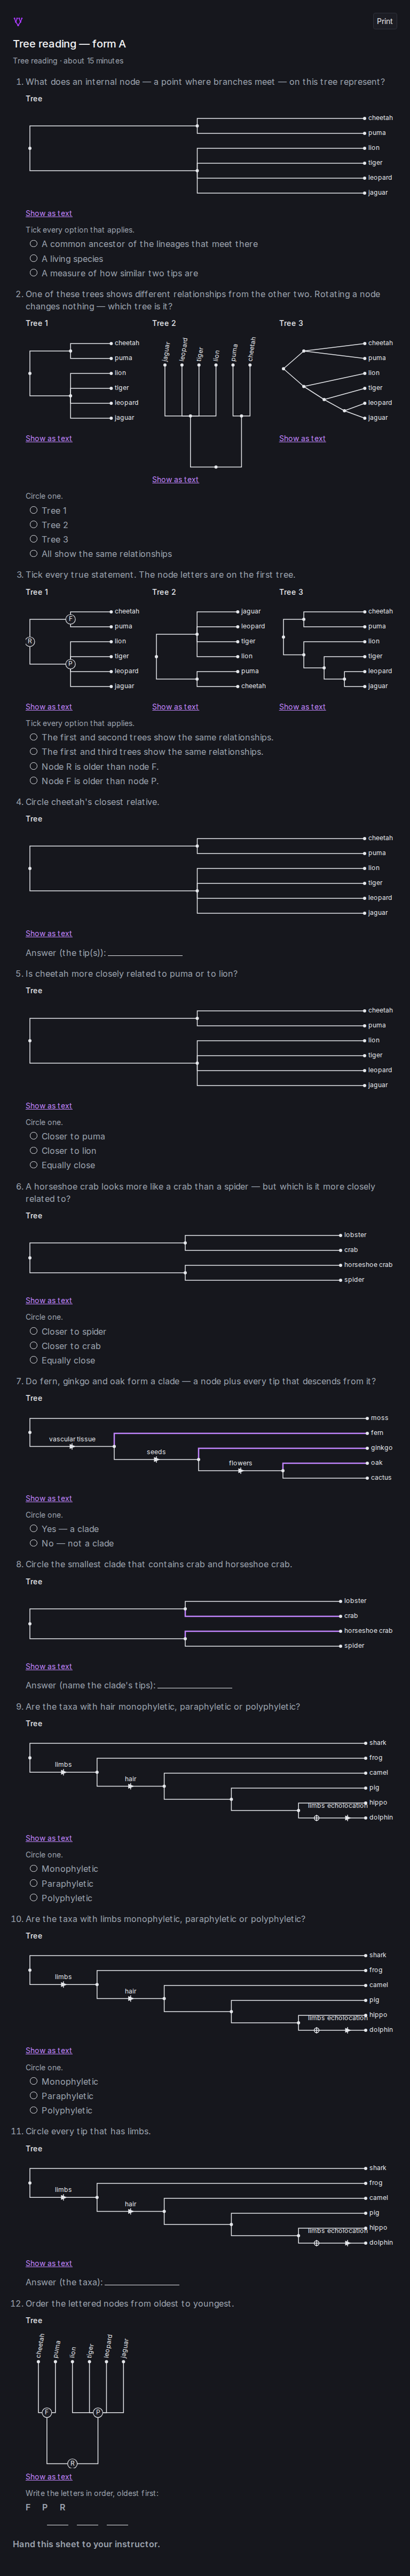 Print
Tree reading — form A
Tree reading · about 15 minutes
1. What does an internal node — a point where branches meet — on this tree represent?
Tree
cheetah
puma
lion
tiger
leopard
jaguar
Show as text
Tick every option that applies.
A common ancestor of the lineages that meet there
A living species
A measure of how similar two tips are
2. One of these trees shows different relationships from the other two. Rotating a node
changes nothing — which tree is it?
Tree 1
cheetah
puma
lion
tiger
leopard
jaguar
Show as text
Tree 2
jaguar
leopard
tiger
lion
puma
cheetah
Show as text
Tree 3
cheetah
puma
lion
tiger
leopard
jaguar
Show as text
Circle one.
Tree 1
Tree 2
Tree 3
All show the same relationships
3. Tick every true statement. The node letters are on the first tree.
Tree 1
R
F
P
cheetah
puma
lion
tiger
leopard
jaguar
Show as text
Tree 2
jaguar
leopard
tiger
lion
puma
cheetah
Show as text
Tree 3
cheetah
puma
lion
tiger
leopard
jaguar
Show as text
Tick every option that applies.
The first and second trees show the same relationships.
The first and third trees show the same relationships.
Node R is older than node F.
Node F is older than node P.
4. Circle cheetah's closest relative.
Tree
cheetah
puma
lion
tiger
leopard
jaguar
Show as text
Answer (the tip(s)):
5. Is cheetah more closely related to puma or to lion?
Tree
cheetah
puma
lion
tiger
leopard
jaguar
Show as text
Circle one.
Closer to puma
Closer to lion
Equally close
6. A horseshoe crab looks more like a crab than a spider — but which is it more closely
related to?
Tree
lobster
crab
horseshoe crab
spider
Show as text
Circle one.
Closer to spider
Closer to crab
Equally close
7. Do fern, ginkgo and oak form a clade — a node plus every tip that descends from it?
Tree
moss
fern
ginkgo
oak
cactus
vascular tissue
seeds
flowers
Show as text
Circle one.
Yes — a clade
No — not a clade
8. Circle the smallest clade that contains crab and horseshoe crab.
Tree
lobster
crab
horseshoe crab
spider
Show as text
Answer (name the clade's tips):
9. Are the taxa with hair monophyletic, paraphyletic or polyphyletic?
Tree
shark
frog
camel
pig
hippo
dolphin
limbs
hair
limbs echolocation
Show as text
Circle one.
Monophyletic
Paraphyletic
Polyphyletic
10. Are the taxa with limbs monophyletic, paraphyletic or polyphyletic?
Tree
shark
frog
camel
pig
hippo
dolphin
limbs
hair
limbs echolocation
Show as text
Circle one.
Monophyletic
Paraphyletic
Polyphyletic
11. Circle every tip that has limbs.
Tree
shark
frog
camel
pig
hippo
dolphin
limbs
hair
limbs echolocation
Show as text
Answer (the taxa):
12. Order the lettered nodes from oldest to youngest.
Tree
cheetah
puma
lion
tiger
leopard
jaguar
F
P
R
Show as text
Write the letters in order, oldest first:
F P R
Hand this sheet to your instructor.